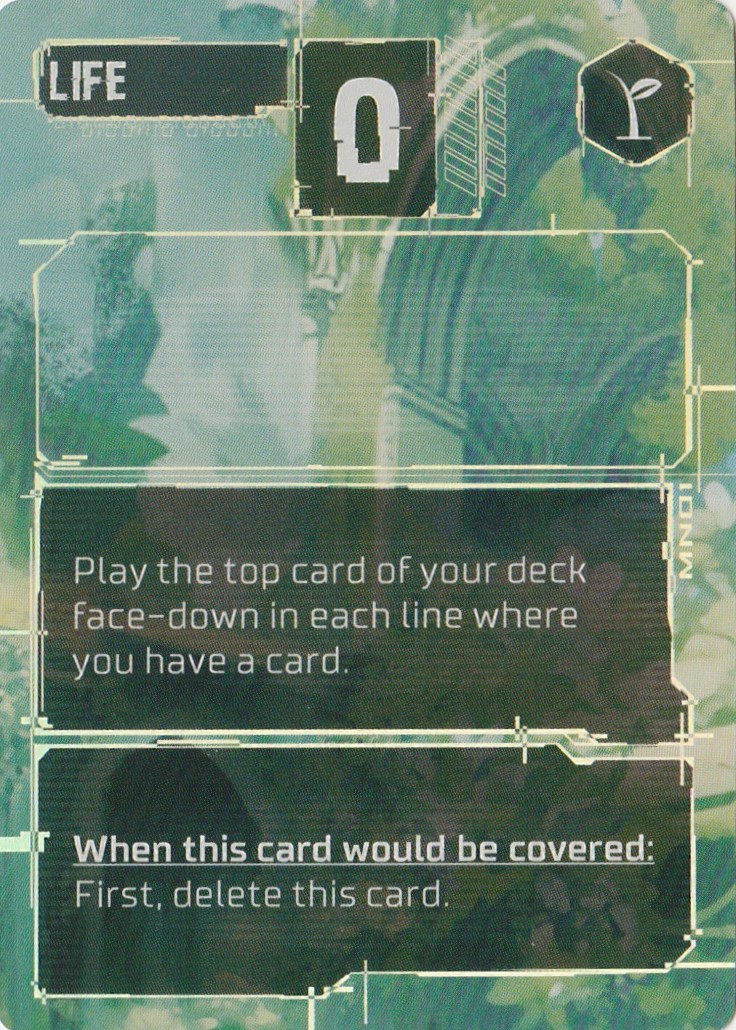 LIFE
0
MN01
Play the top card of your deck
face-down in each line where
you have a card.
When this card would be covered:
First, delete this card.